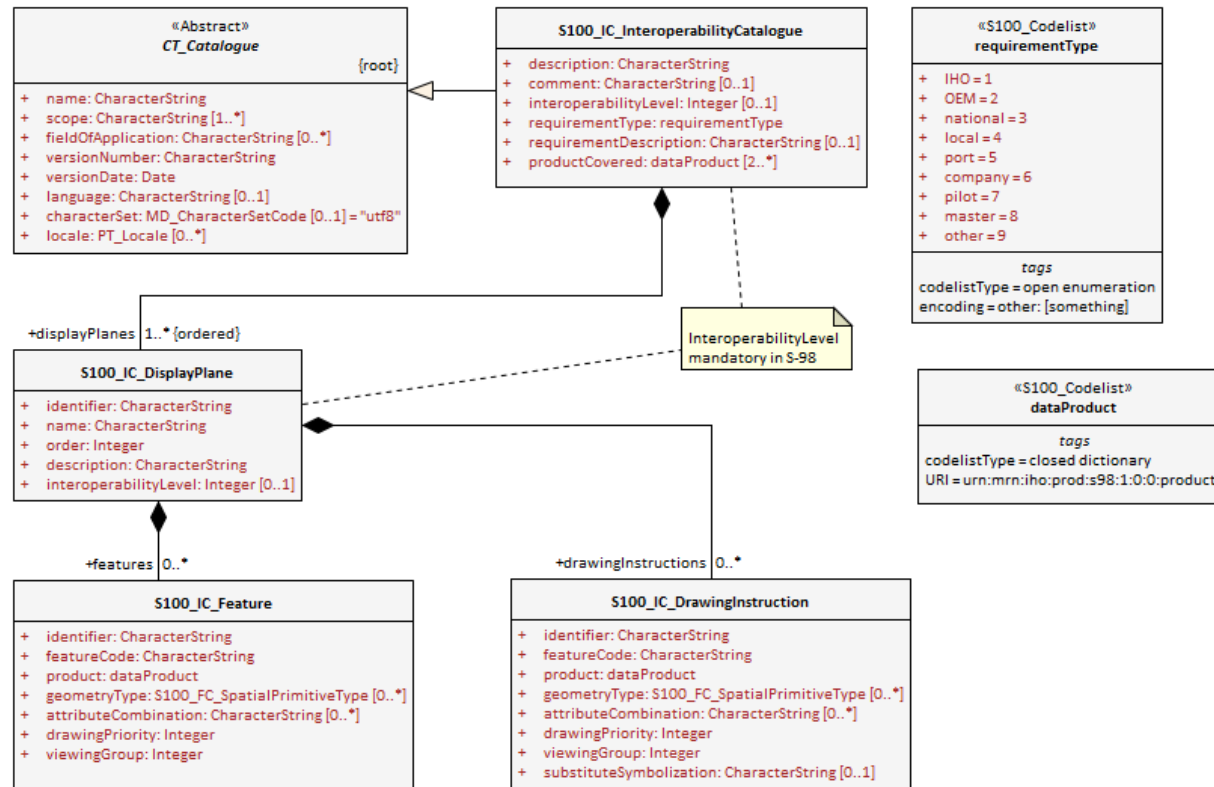 «Abstract»
CT_Catalogue
{root}
+ name: CharacterString
+ scope: CharacterString [1..*]
+ fieldOfApplication: CharacterString [0..*]
+ versionNumber: CharacterString
+ versionDate: Date
+ language: CharacterString [0..1]
+ characterSet: MD_CharacterSetCode [0..1] = "utf8"
+ locale: PT_Locale [0..*]
S100_IC_InteroperabilityCatalogue
+ description: CharacterString
+ comment: CharacterString [0..1]
+ interoperabilityLevel: Integer [0..1]
+ requirementType: requirementType
+ requirementDescription: CharacterString [0..1]
+ productCovered: dataProduct [2..*]
«S100_Codelist»
requirementType
+ IHO = 1
+ OEM = 2
+ national = 3
+ local = 4
+ port = 5
+ company = 6
+ pilot = 7
+ master = 8
+ other = 9
tags
codelistType = open enumeration
encoding = other: [something]
+displayPlanes 1..* {ordered}
InteroperabilityLevel
mandatory in S-98
S100_IC_DisplayPlane
+ identifier: CharacterString
+ name: CharacterString
+ order: Integer
+ description: CharacterString
+ interoperabilityLevel: Integer [0..1]
«S100_Codelist»
dataProduct
tags
codelistType = closed dictionary
URI = urn:mrn:iho:prod:s98:1:0:0:product
+features 0..*
+drawingInstructions 0..*
S100_IC_Feature
+ identifier: CharacterString
+ featureCode: CharacterString
+ product: dataProduct
+ geometryType: S100_FC_SpatialPrimitiveType [0..*]
+ attributeCombination: CharacterString [0..*]
+ drawingPriority: Integer
+ viewingGroup: Integer
S100_IC_DrawingInstruction
+ identifier: CharacterString
+ featureCode: CharacterString
+ product: dataProduct
+ geometryType: S100_FC_SpatialPrimitiveType [0..*]
+ attributeCombination: CharacterString [0..*]
+ drawingPriority: Integer
+ viewingGroup: Integer
+ substituteSymbolization: CharacterString [0..1]